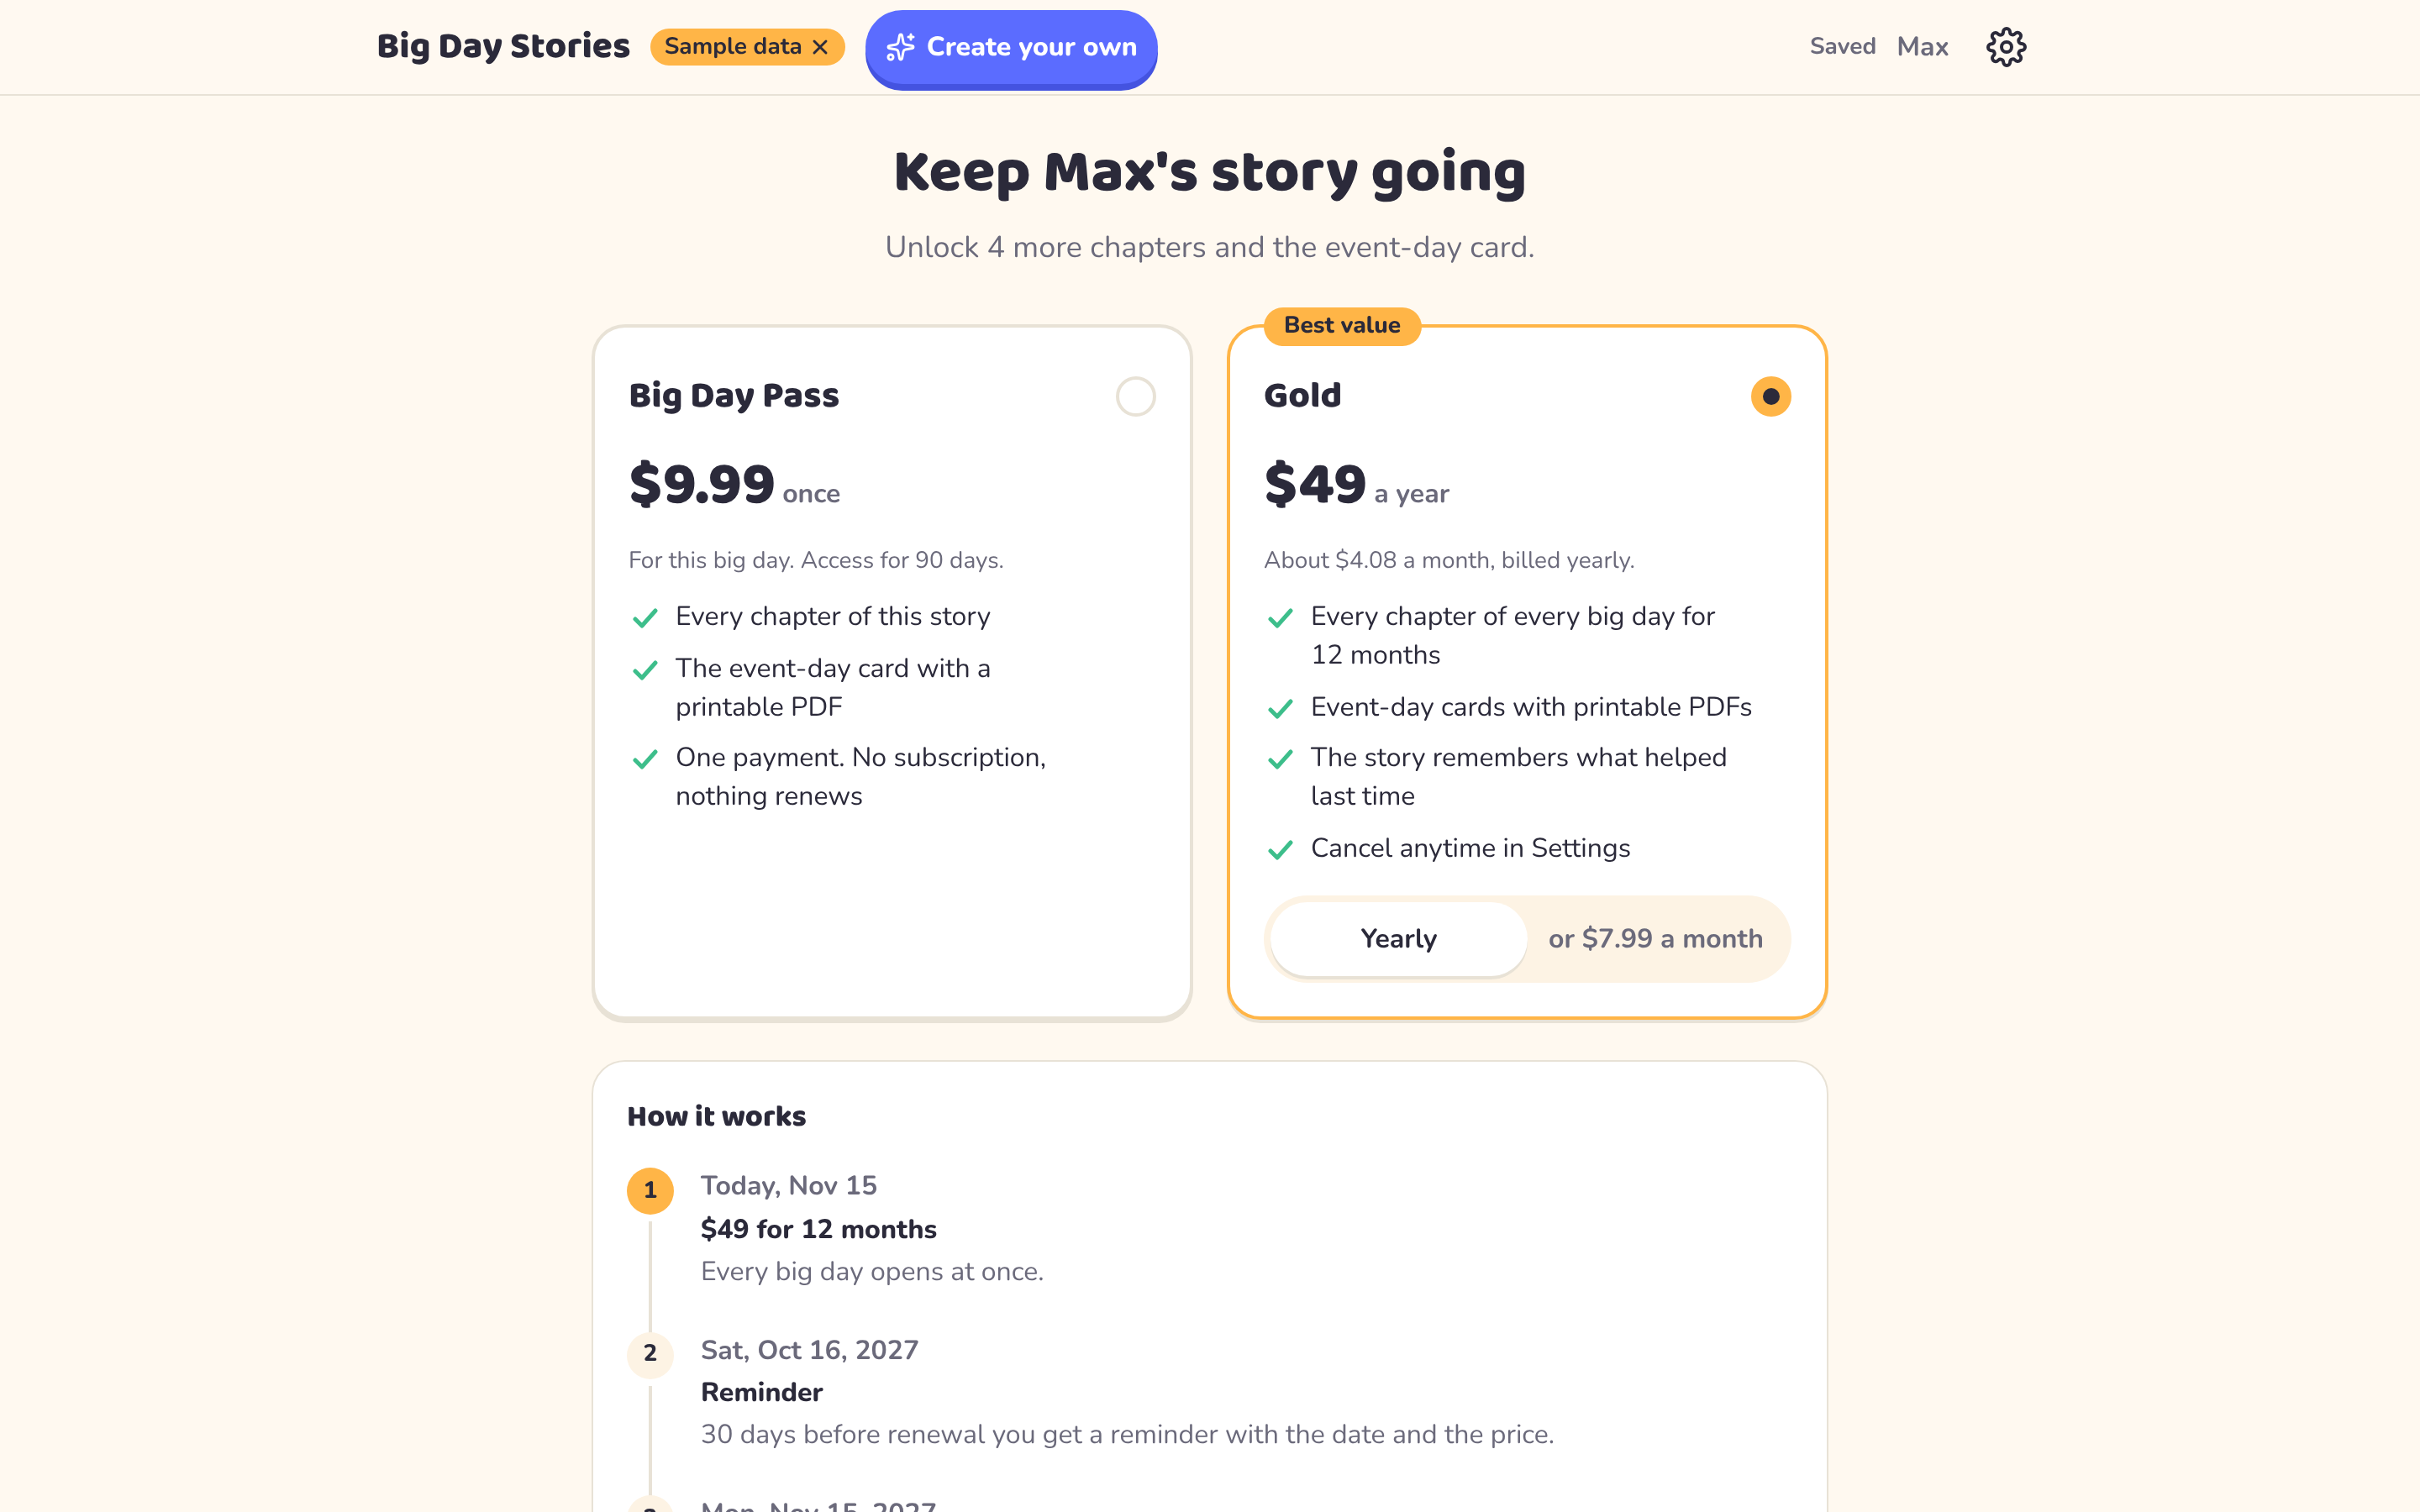 Big Day Stories
Sample data
Create your own
Saved
Max
Keep Max's story going
Unlock 4 more chapters and the event-day card.
Big Day Pass
$9.99 once
For this big day. Access for 90 days.
Every chapter of this story
The event-day card with a
printable PDF
One payment. No subscription,
nothing renews
Best value
Gold
$49 a year
About $4.08 a month, billed yearly.
Every chapter of every big day for
12 months
Event-day cards with printable PDFs
The story remembers what helped
last time
Cancel anytime in Settings
Yearly
or $7.99 a month
How it works
1
Today, Nov 15
$49 for 12 months
Every big day opens at once.
2
Sat, Oct 16, 2027
Reminder
30 days before renewal you get a reminder with the date and the price.
Mon, Nov 15, 2027